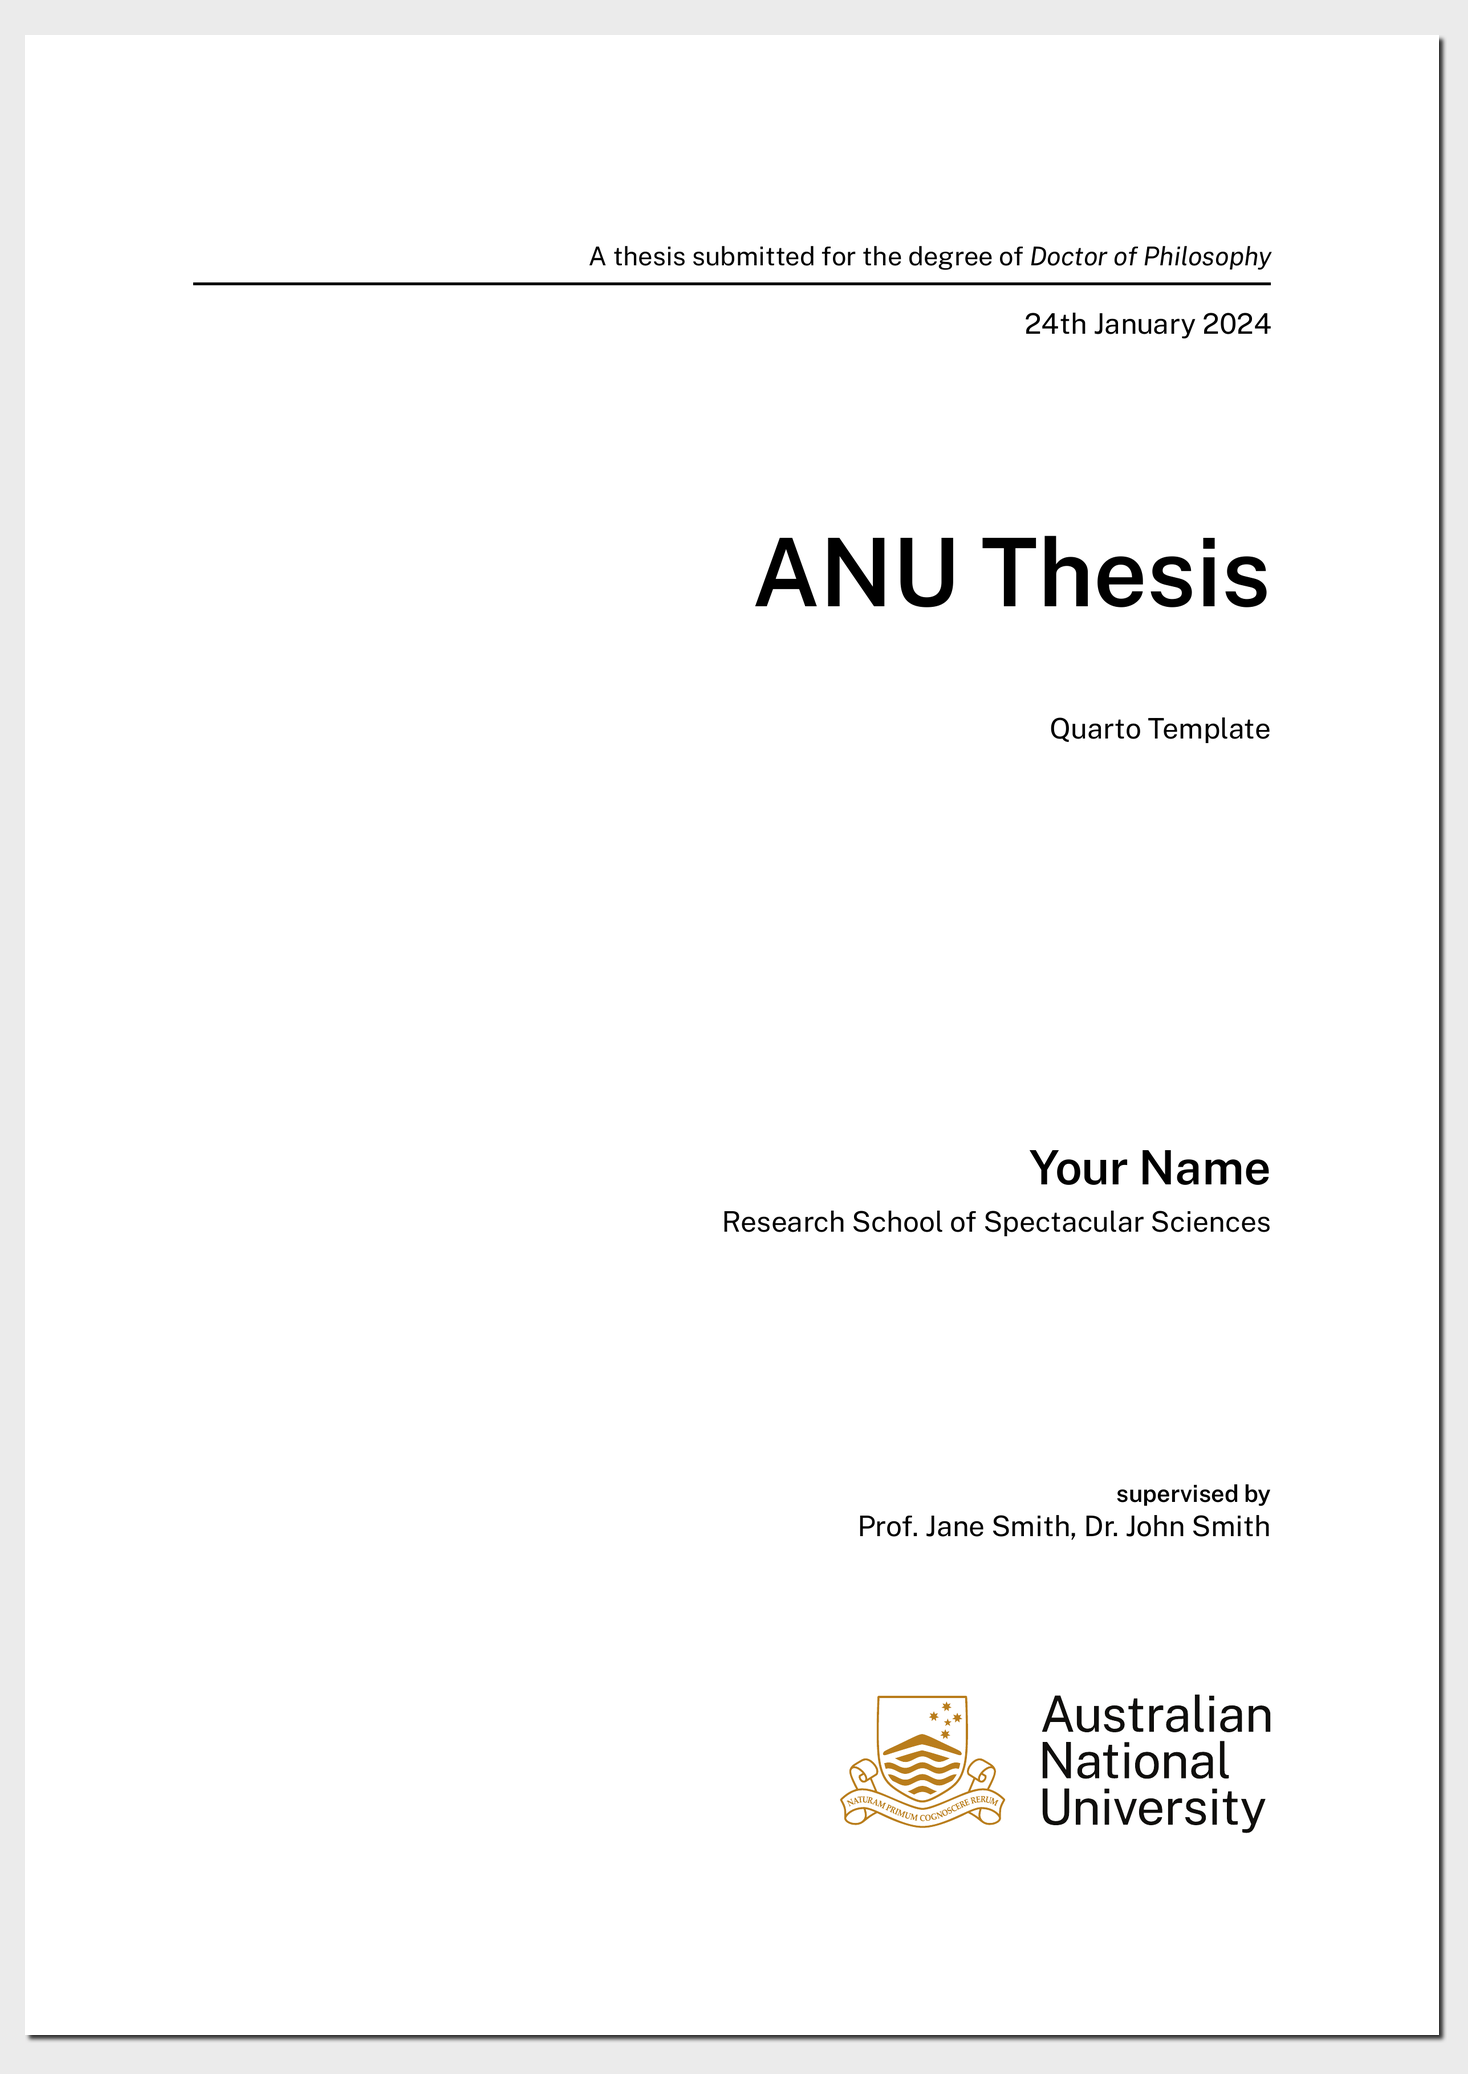 A thesis submitted for the degree of Doctor of Philosophy
24th January 2024
ANU Thesis
Quarto Template
Your Name
Research School of Spectacular Sciences
supervised by
Prof. Jane Smith, Dr. John Smith
NATURAM PRIMUM COGNOSCERE RERUM
Australian
National
University